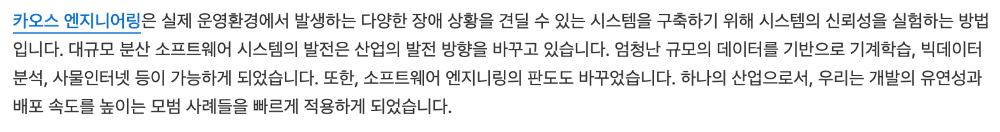 카오스 엔지니어링은 실제 운영환경에서 발생하는 다양한 장애 상황을 견딜 수 있는 시스템을 구축하기 위해 시스템의 신뢰성을 실험하는 방법
입니다. 대규모 분산 소프트웨어 시스템의 발전은 산업의 발전 방향을 바꾸고 있습니다. 엄청난 규모의 데이터를 기반으로 기계학습, 빅데이터
분석, 사물인터넷 등이 가능하게 되었습니다. 또한, 소프트웨어 엔지니링의 판도도 바꾸었습니다. 하나의 산업으로서, 우리는 개발의 유연성과
배포 속도를 높이는 모범 사례들을 빠르게 적용하게 되었습니다.